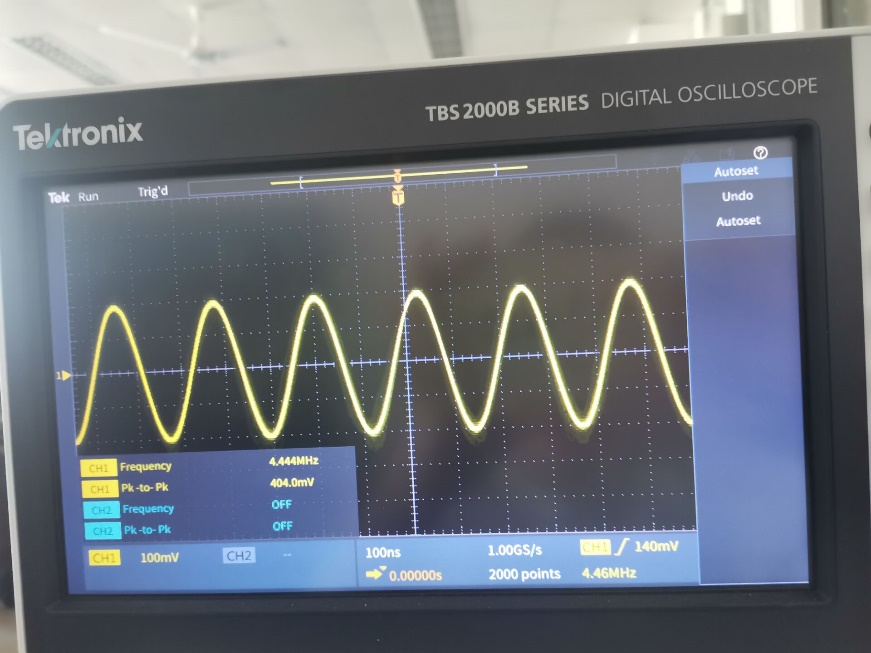 Tektronix
TBS 2000B SERIES DIGITAL OSCILLOSCOPE
Tek Run Trig'd
T
?
Autoset
Undo
Autoset
1
CH1 Frequency 4.444MHz
CH1 Pk-to-Pk 404.0mV
CH2 Frequency OFF
CH2 Pk-to-Pk OFF
CH1 100mV CH2 --
100ns 1.00GS/s CH1 140mV
0.00000s 2000 points 4.46MHz